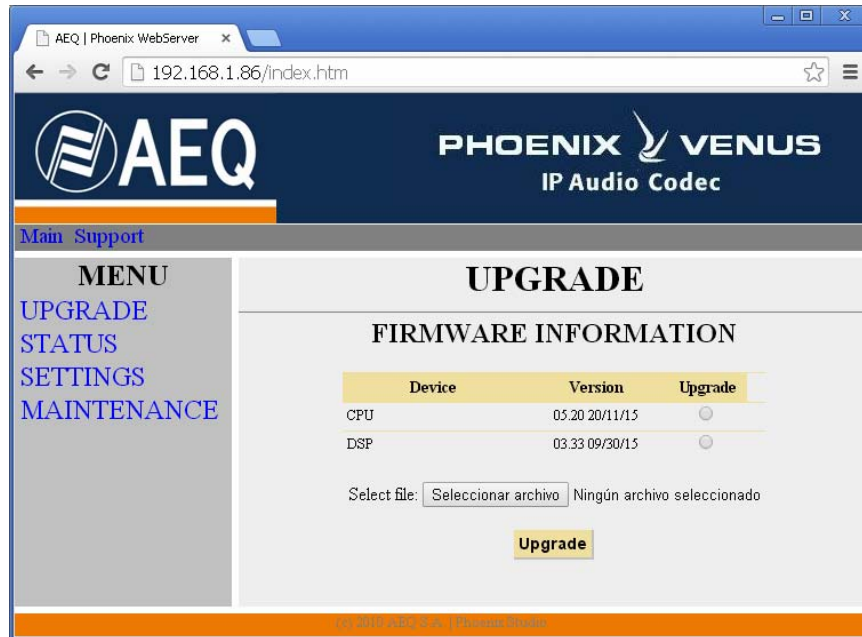 AEQ | Phoenix WebServer
192.168.1.86/index.htm
AEQ
PHOENIX VENUS
IP Audio Codec
Main Support
MENU
UPGRADE
STATUS
SETTINGS
MAINTENANCE
UPGRADE
FIRMWARE INFORMATION
Device Version Upgrade
CPU 05.20 20/11/15
DSP 03.33 09/30/15
Select file: Seleccionar archivo Ningún archivo seleccionado
Upgrade
(c) 2010 AEQ S.A. | Phoenix Studio